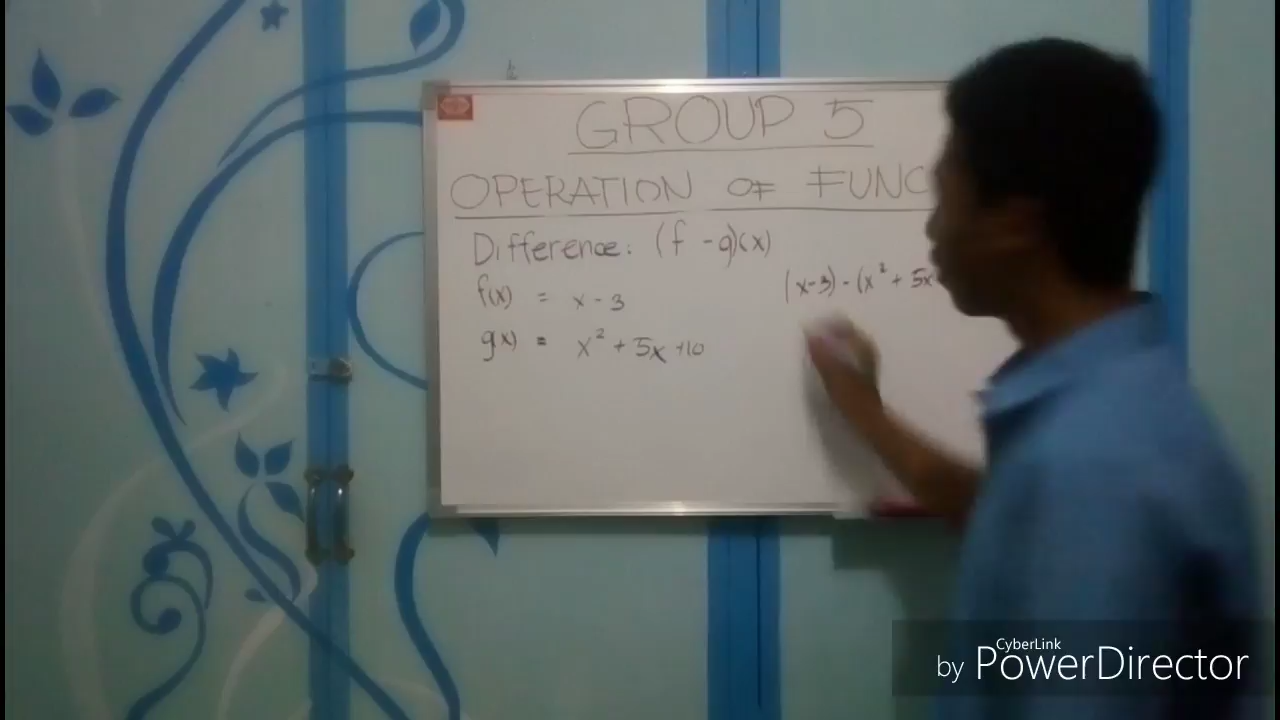 GROUP 5
OPERATION OF FUNC
Difference: (f - g)(x)
f(x) = x - 3
(x-3) - (x² + 5x
g(x) = x² + 5x +10
CyberLink
by PowerDirector